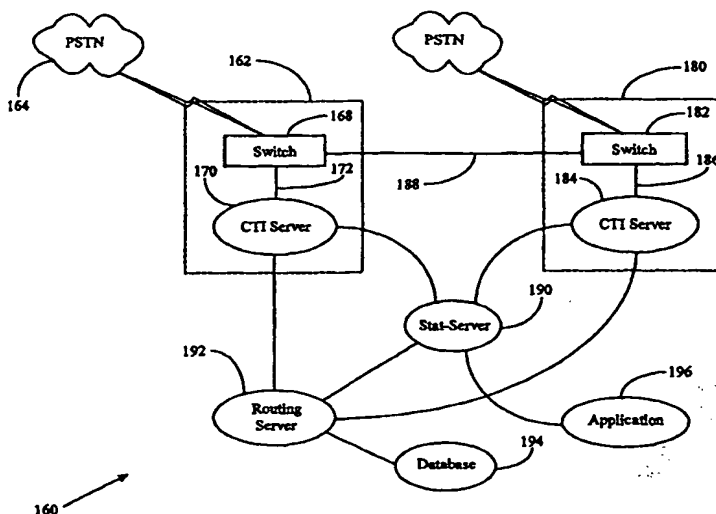 PSTN
PSTN
162
180
164
168
182
Switch
Switch
170
172
188
184
186
CTI Server
CTI Server
190
Stat-Server
192
196
Routing
Server
Application
Database
194
160